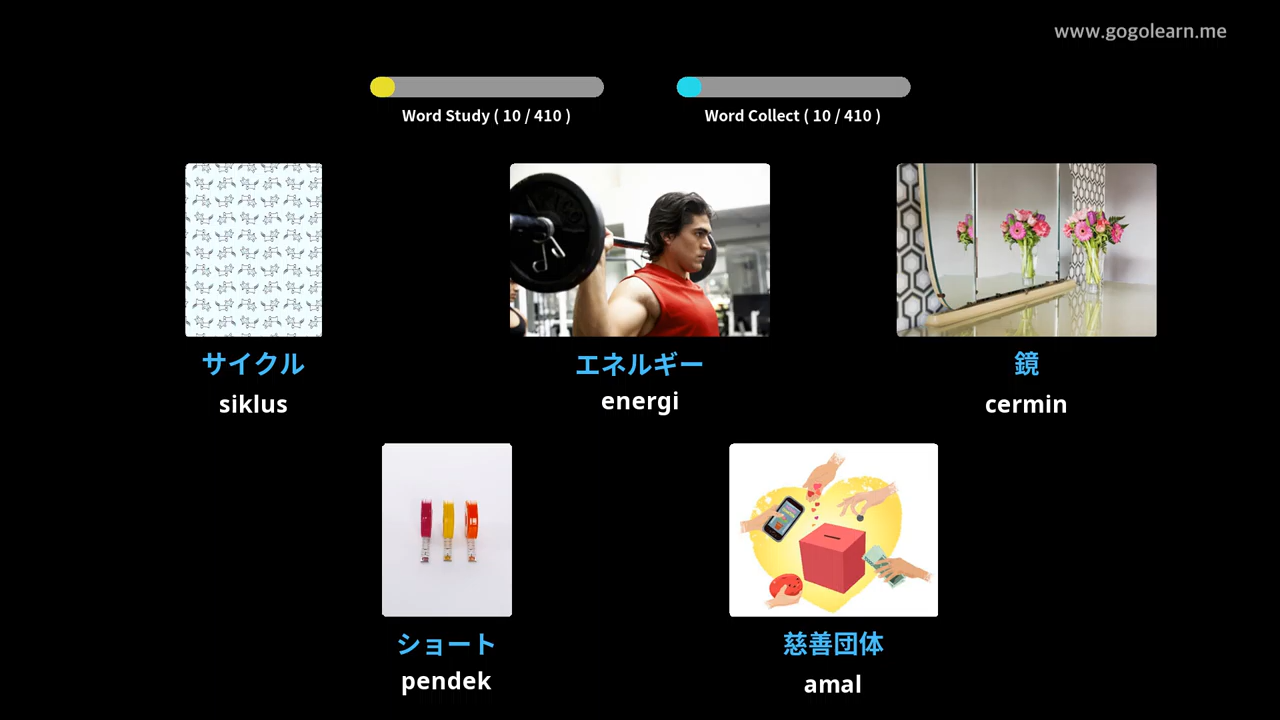 www.gogolearn.me
Word Study ( 10 / 410 )
Word Collect ( 10 / 410 )
サイクル
エネルギー
鏡
siklus
energi
cermin
ショート
慈善団体
pendek
amal